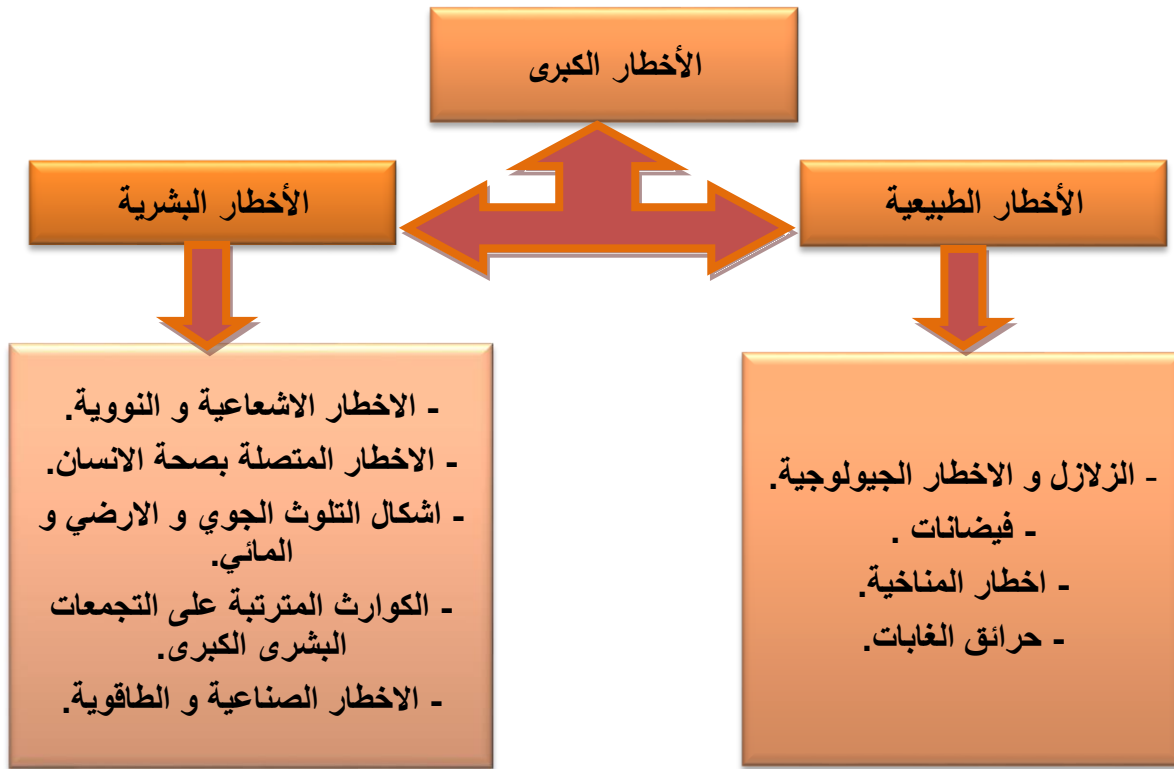 الأخطار الكبرى
الأخطار الطبيعية
الأخطار البشرية
- الزلازل و الاخطار الجيولوجية.
- فيضانات .
- اخطار المناخية.
- حرائق الغابات.
- الاخطار الاشعاعية و النووية.
- الاخطار المتصلة بصحة الانسان.
- اشكال التلوث الجوي و الارضي و
المائي.
- الكوارث المترتبة على التجمعات
البشرى الكبرى.
- الاخطار الصناعية و الطاقوية.